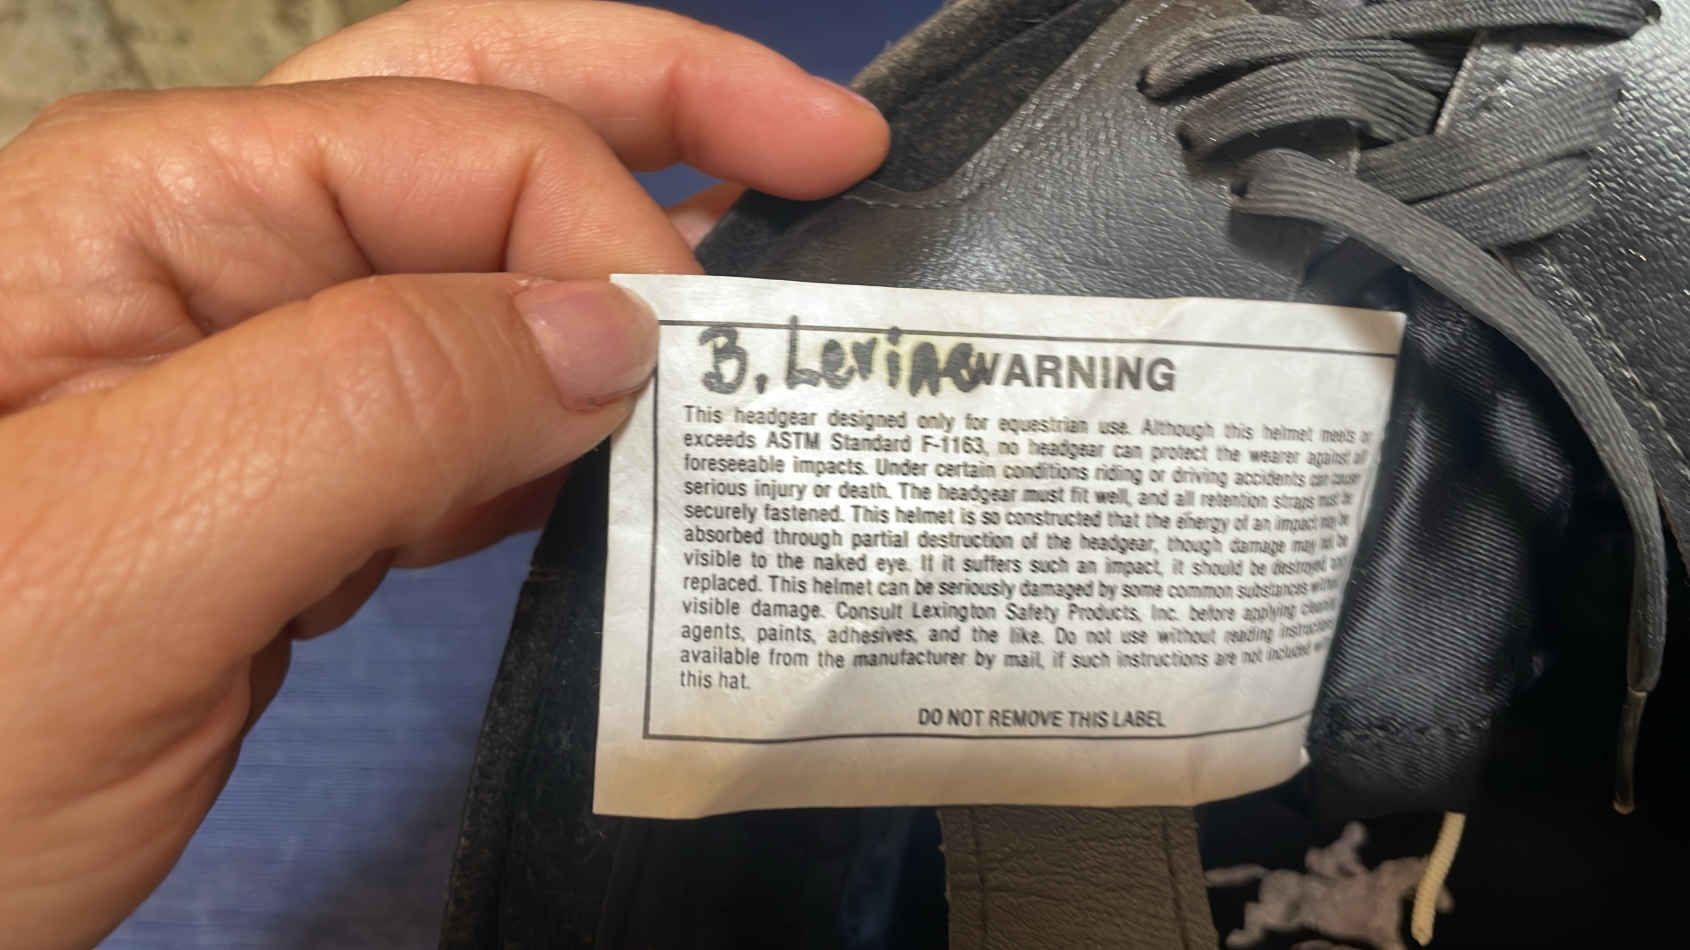 B. Levine WARNING
This headgear designed only for equestrian use. Although this helmet meets or
exceeds ASTM Standard F-1163, no headgear can protect the wearer against all
foreseeable impacts. Under certain conditions riding or driving accidents can cause
serious injury or death. The headgear must fit well, and all retention straps must be
securely fastened. This helmet is so constructed that the energy of an impact may be
absorbed through partial destruction of the headgear, though damage may not be
visible to the naked eye. If it suffers such an impact, it should be destroyed and
replaced. This helmet can be seriously damaged by some common substances without
visible damage. Consult Lexington Safety Products, Inc. before applying cleaning
agents, paints, adhesives, and the like. Do not use without reading instructions
available from the manufacturer by mail, if such instructions are not included with
this hat.
DO NOT REMOVE THIS LABEL